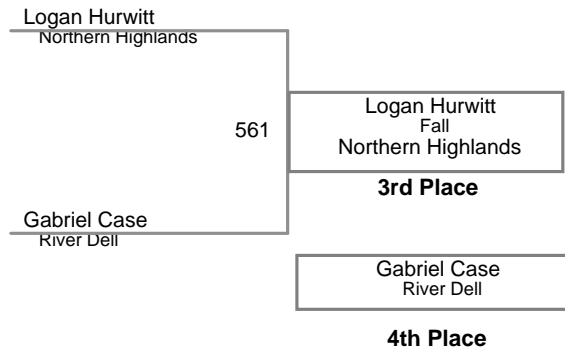 Logan Hurwitt
Northern Highlands
561
Logan Hurwitt
Fall
Northern Highlands
3rd Place
Gabriel Case
River Dell
Gabriel Case
River Dell
4th Place